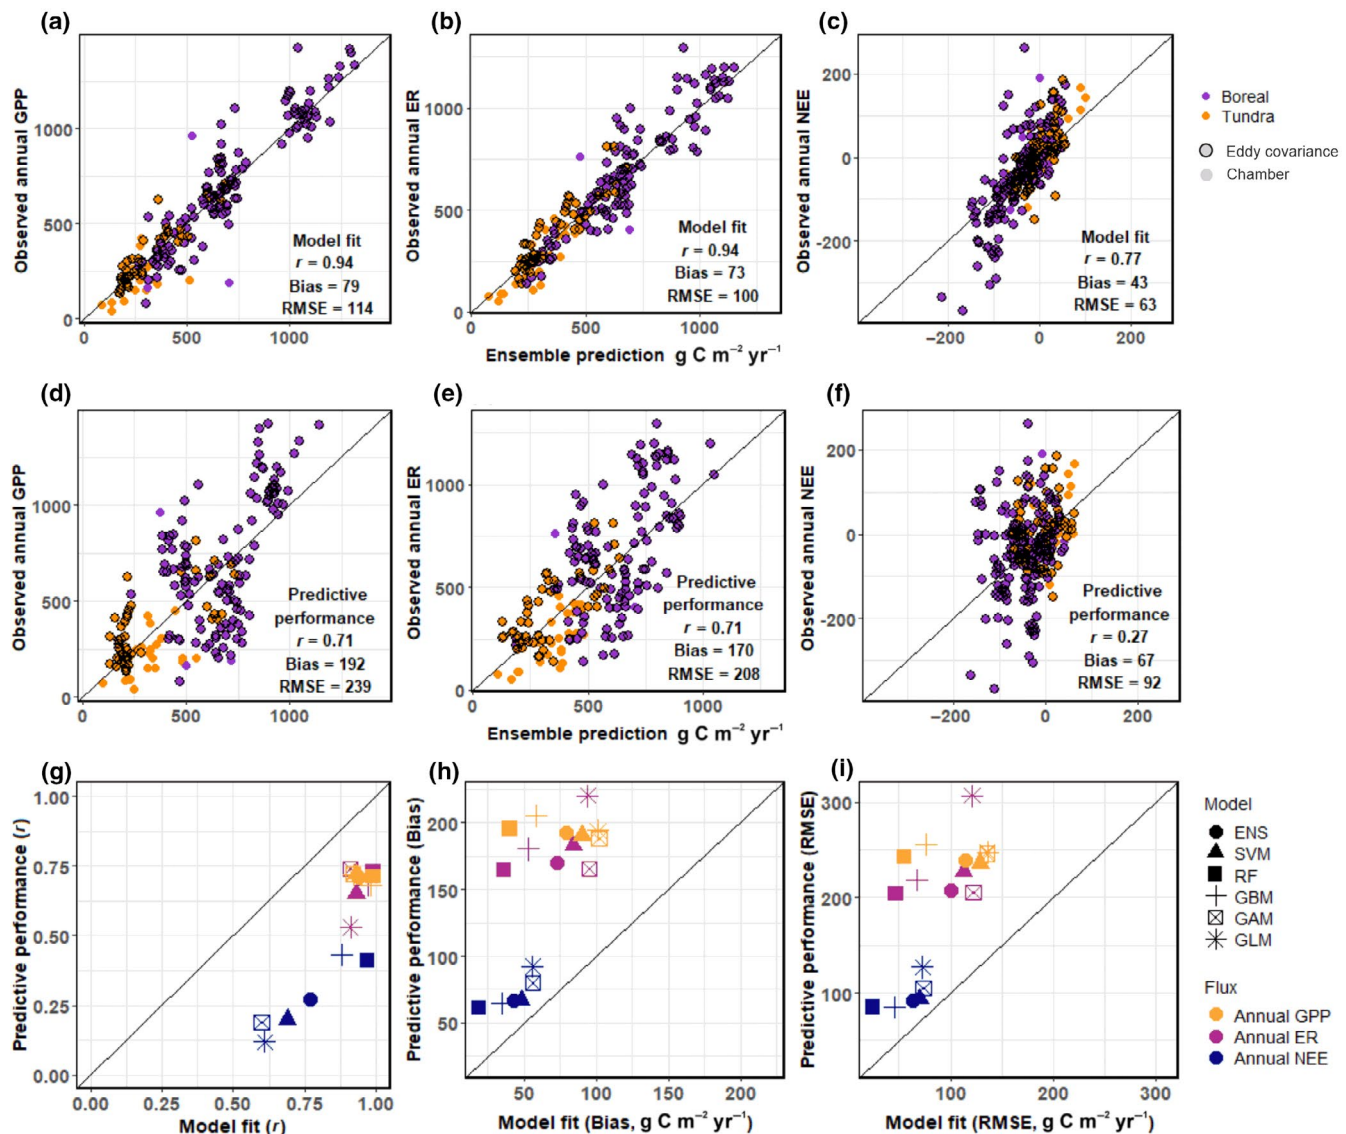 (a)
Observed annual GPP
1000
500
0
0
500
1000
Model fit
r = 0.94
Bias = 79
RMSE = 114
(b)
Observed annual ER
1000
500
0
0
500
1000
Model fit
r = 0.94
Bias = 73
RMSE = 100
Ensemble prediction g C m⁻² yr⁻¹
(c)
Observed annual NEE
200
0
−200
−200
0
200
Model fit
r = 0.77
Bias = 43
RMSE = 63
Boreal
Tundra
Eddy covariance
Chamber
(d)
Observed annual GPP
1000
500
0
0
500
1000
Predictive
performance
r = 0.71
Bias = 192
RMSE = 239
(e)
Observed annual ER
1000
500
0
0
500
1000
Predictive
performance
r = 0.71
Bias = 170
RMSE = 208
Ensemble prediction g C m⁻² yr⁻¹
(f)
Observed annual NEE
200
0
−200
−200
0
200
Predictive
performance
r = 0.27
Bias = 67
RMSE = 92
(g)
Predictive performance (r)
1.00
0.75
0.50
0.25
0.00
0.00
0.25
0.50
0.75
1.00
Model fit (r)
(h)
Predictive performance (Bias)
200
150
100
50
50
100
150
200
Model fit (Bias, g C m⁻² yr⁻¹)
(i)
Predictive performance (RMSE)
300
200
100
100
200
300
Model fit (RMSE, g C m⁻² yr⁻¹)
Model
ENS
SVM
RF
GBM
GAM
GLM
Flux
Annual GPP
Annual ER
Annual NEE